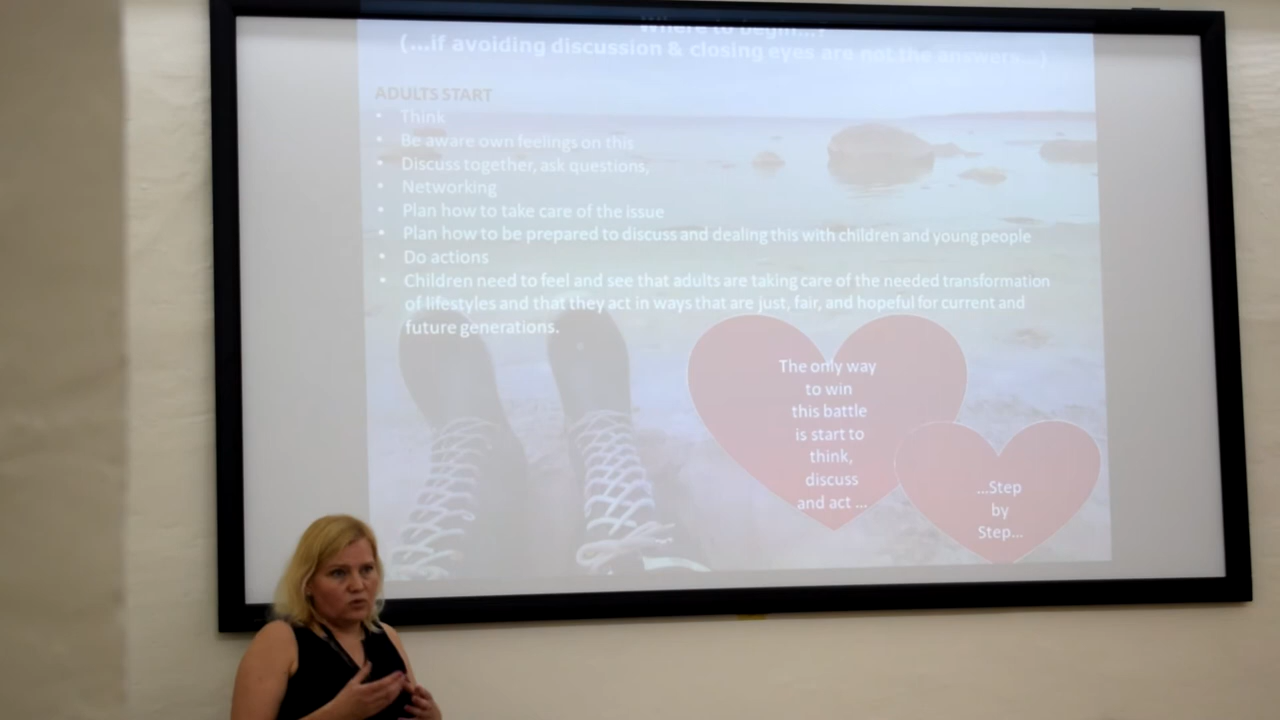 Where to begin...?
(...if avoiding discussion & closing eyes are not the answers...)
ADULTS START
• Think
• Be aware own feelings on this
• Discuss together, ask questions,
• Networking
• Plan how to take care of the issue
• Plan how to be prepared to discuss and dealing this with children and young people
• Do actions
• Children need to feel and see that adults are taking care of the needed transformation
of lifestyles and that they act in ways that are just, fair, and hopeful for current and
future generations.
The only way
to win
this battle
is start to
think,
discuss
and act ...
...Step
by
Step...